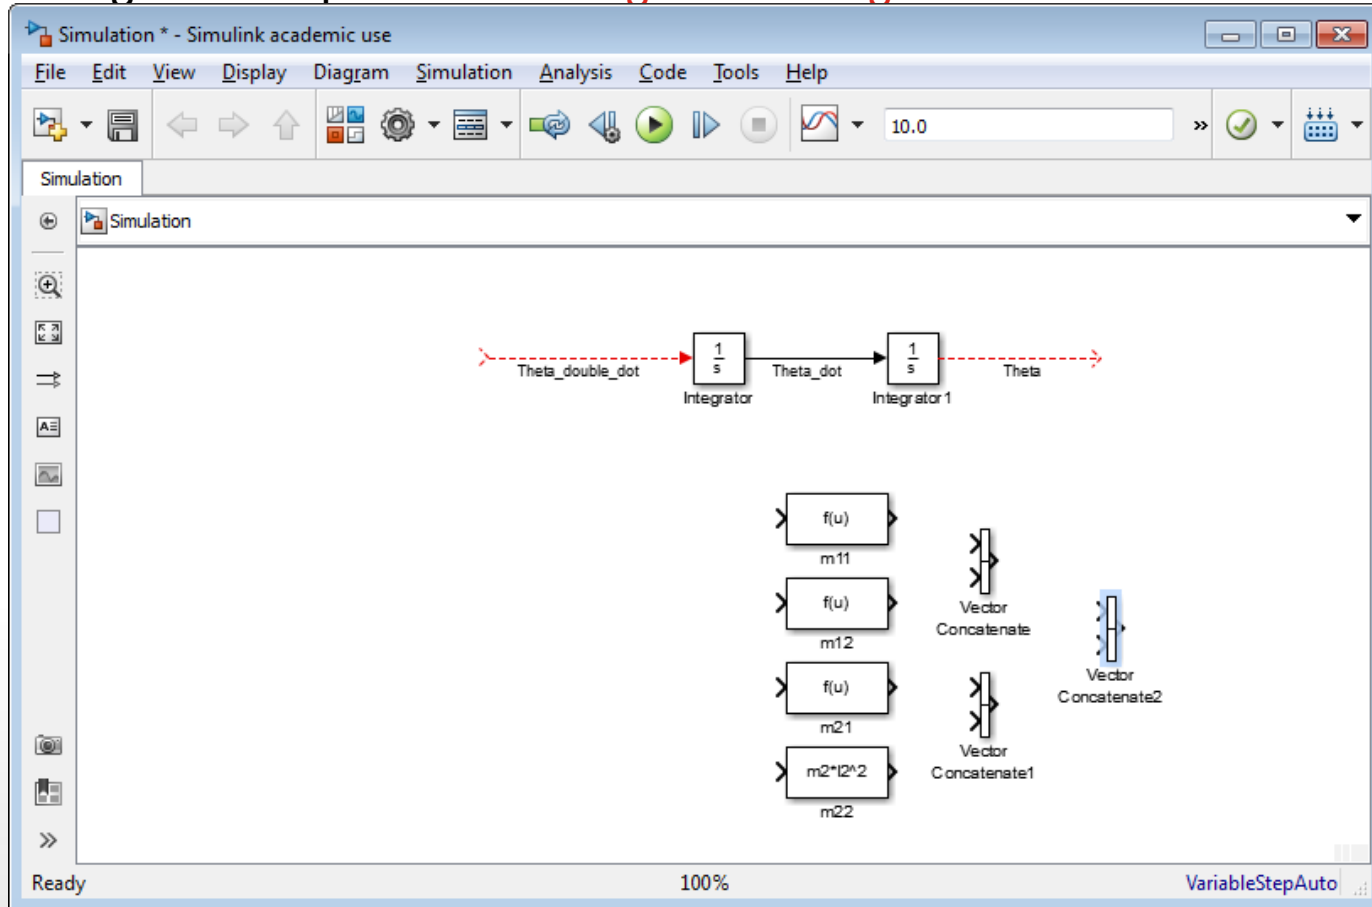 Simulation * - Simulink academic use
File Edit View Display Diagram Simulation Analysis Code Tools Help
10.0
Simulation
Simulation
1
s
1
s
Theta_double_dot
Theta_dot
Theta
Integrator
Integrator1
f(u)
m11
f(u)
m12
Vector
Concatenate
f(u)
m21
Vector
Concatenate2
m2*l2^2
m22
Vector
Concatenate1
Ready
100%
VariableStepAuto